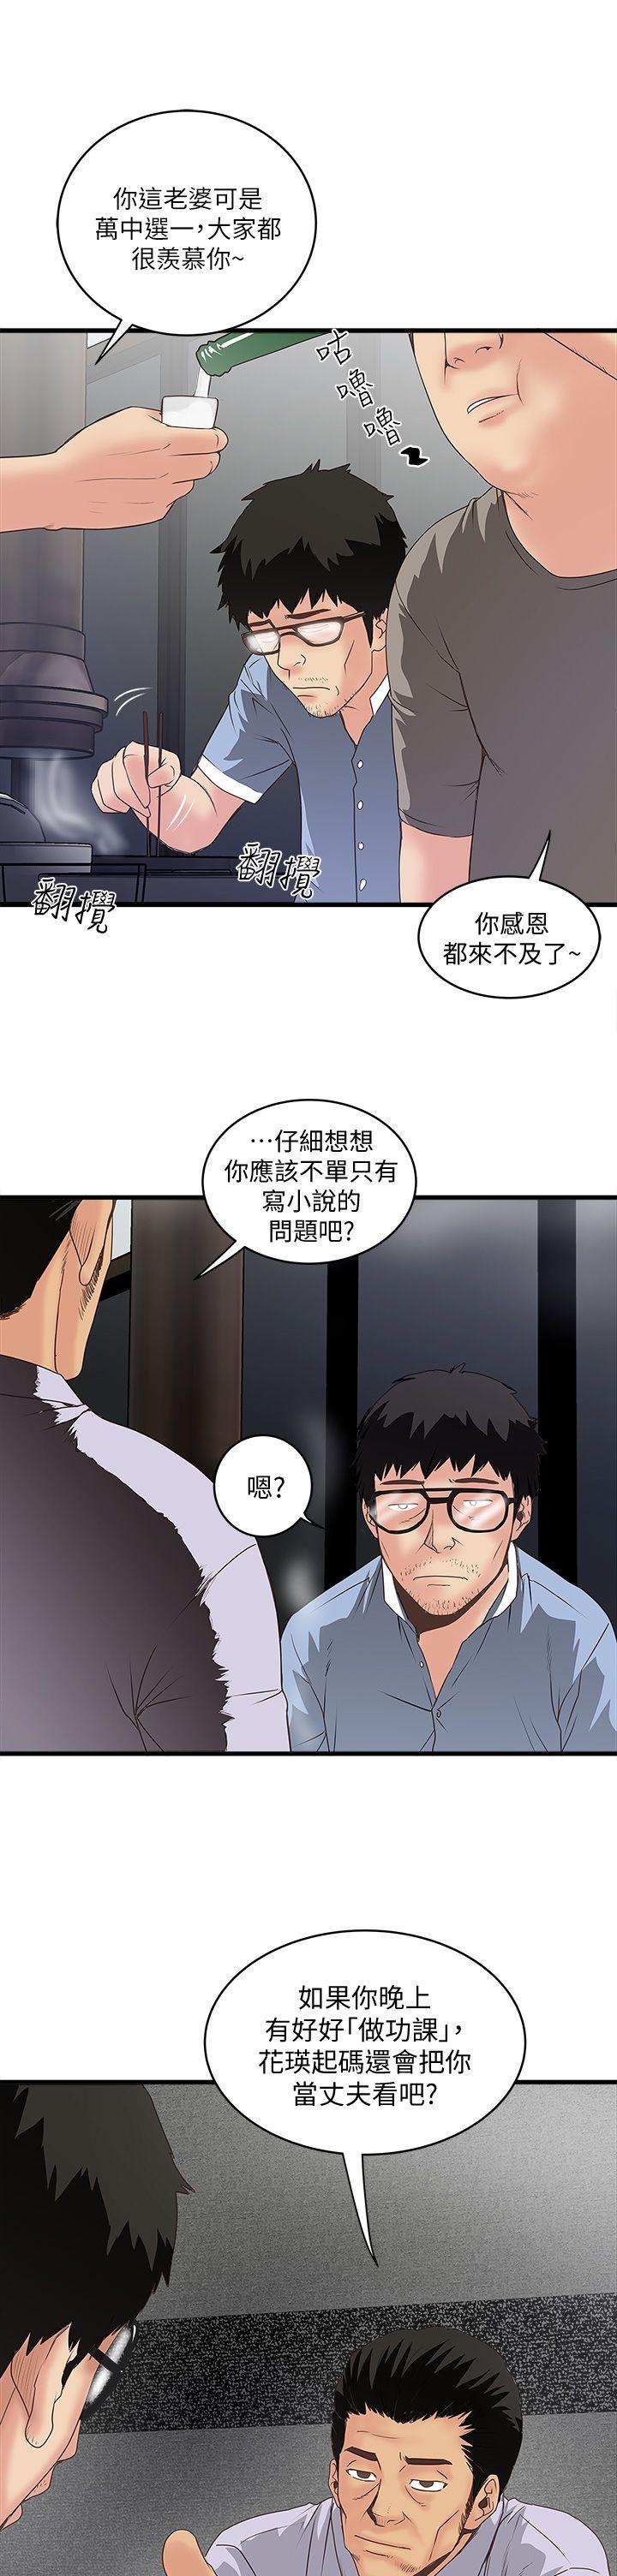 你這老婆可是
萬中選一，大家都
很羨慕你~
咕嚕嚕
翻攪
翻攪
你感恩
都來不及了~
…仔細想想
你應該不單只有
寫小說的
問題吧?
嗯?
如果你晚上
有好好「做功課」，
花瑛起碼還會把你
當丈夫看吧?